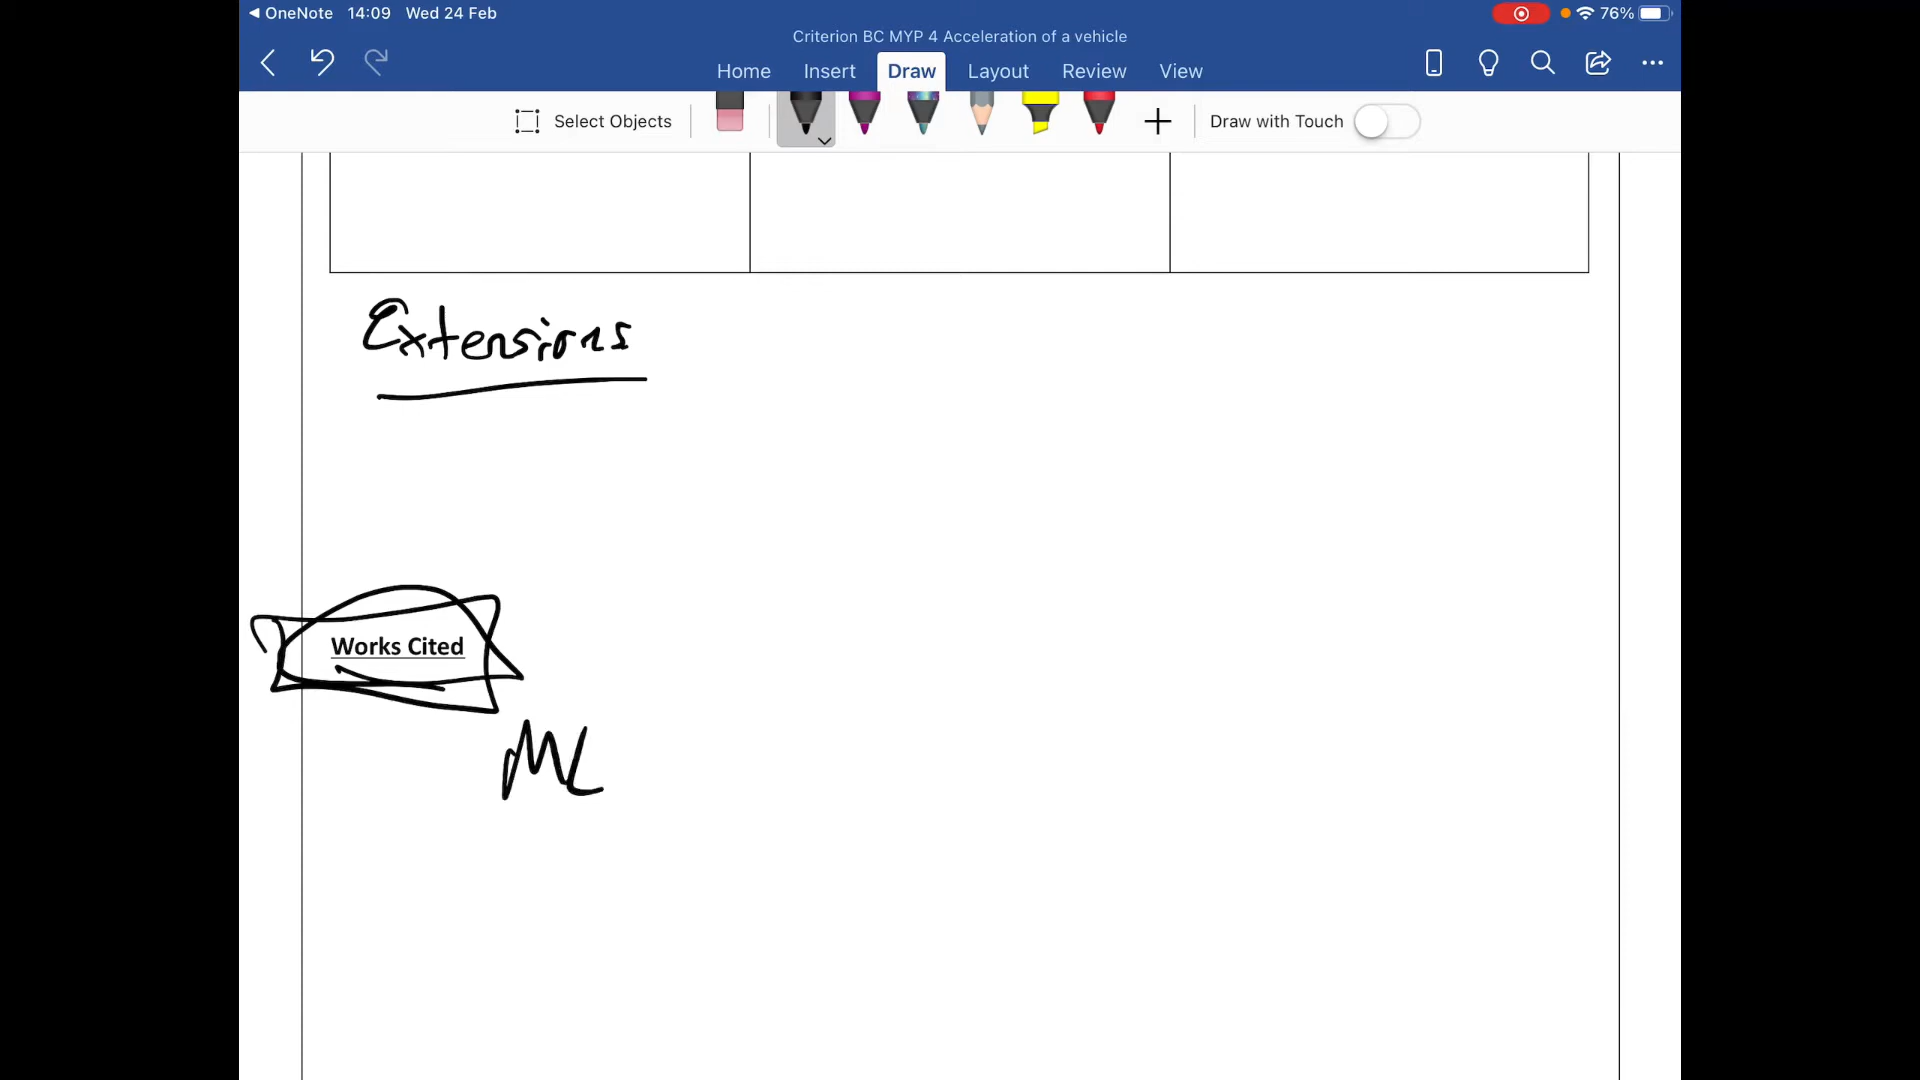 OneNote 14:09 Wed 24 Feb 76%
Criterion BC MYP 4 Acceleration of a vehicle
Home Insert Draw Layout Review View
Select Objects Draw with Touch
Extensions
Works Cited
ML